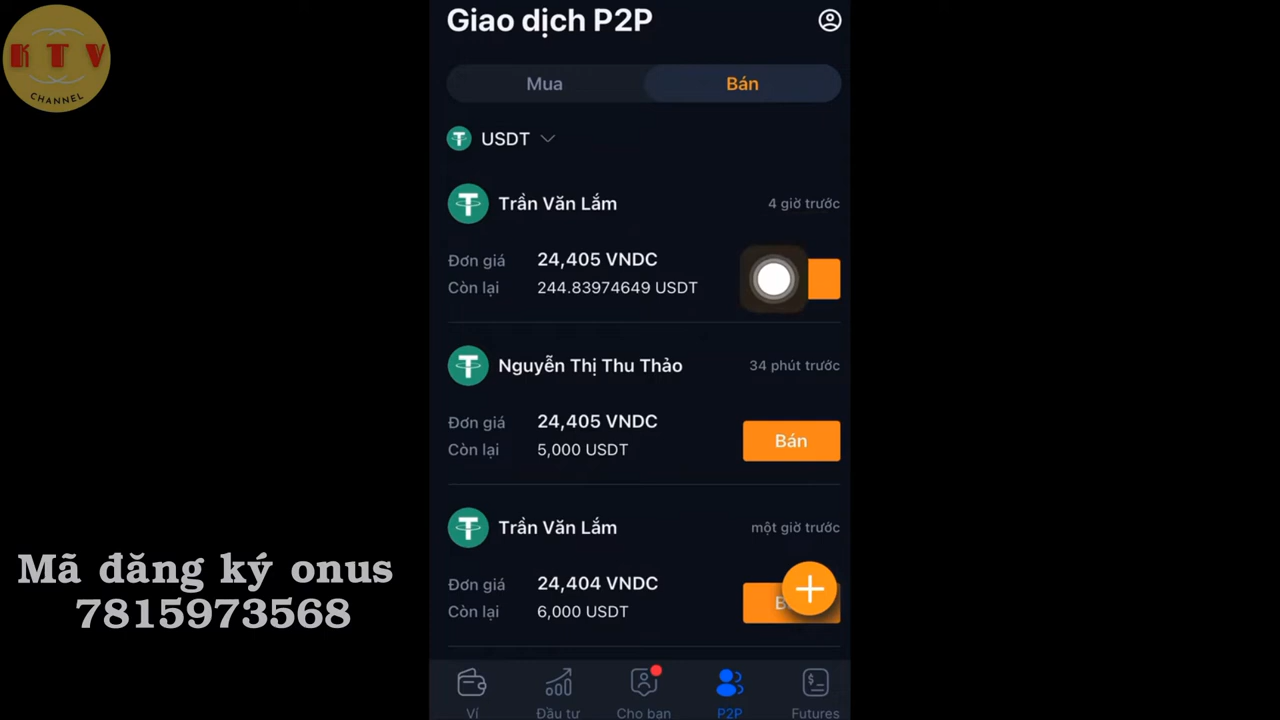 K T V
CHANNEL
Giao dịch P2P
Mua Bán
USDT
Trần Văn Lắm 4 giờ trước
Đơn giá 24,405 VNDC
Còn lại 244.83974649 USDT
Nguyễn Thị Thu Thảo 34 phút trước
Đơn giá 24,405 VNDC
Còn lại 5,000 USDT
Bán
Trần Văn Lắm một giờ trước
Đơn giá 24,404 VNDC
Còn lại 6,000 USDT
Ví Đầu tư Cho bạn P2P Futures
Mã đăng ký onus
7815973568